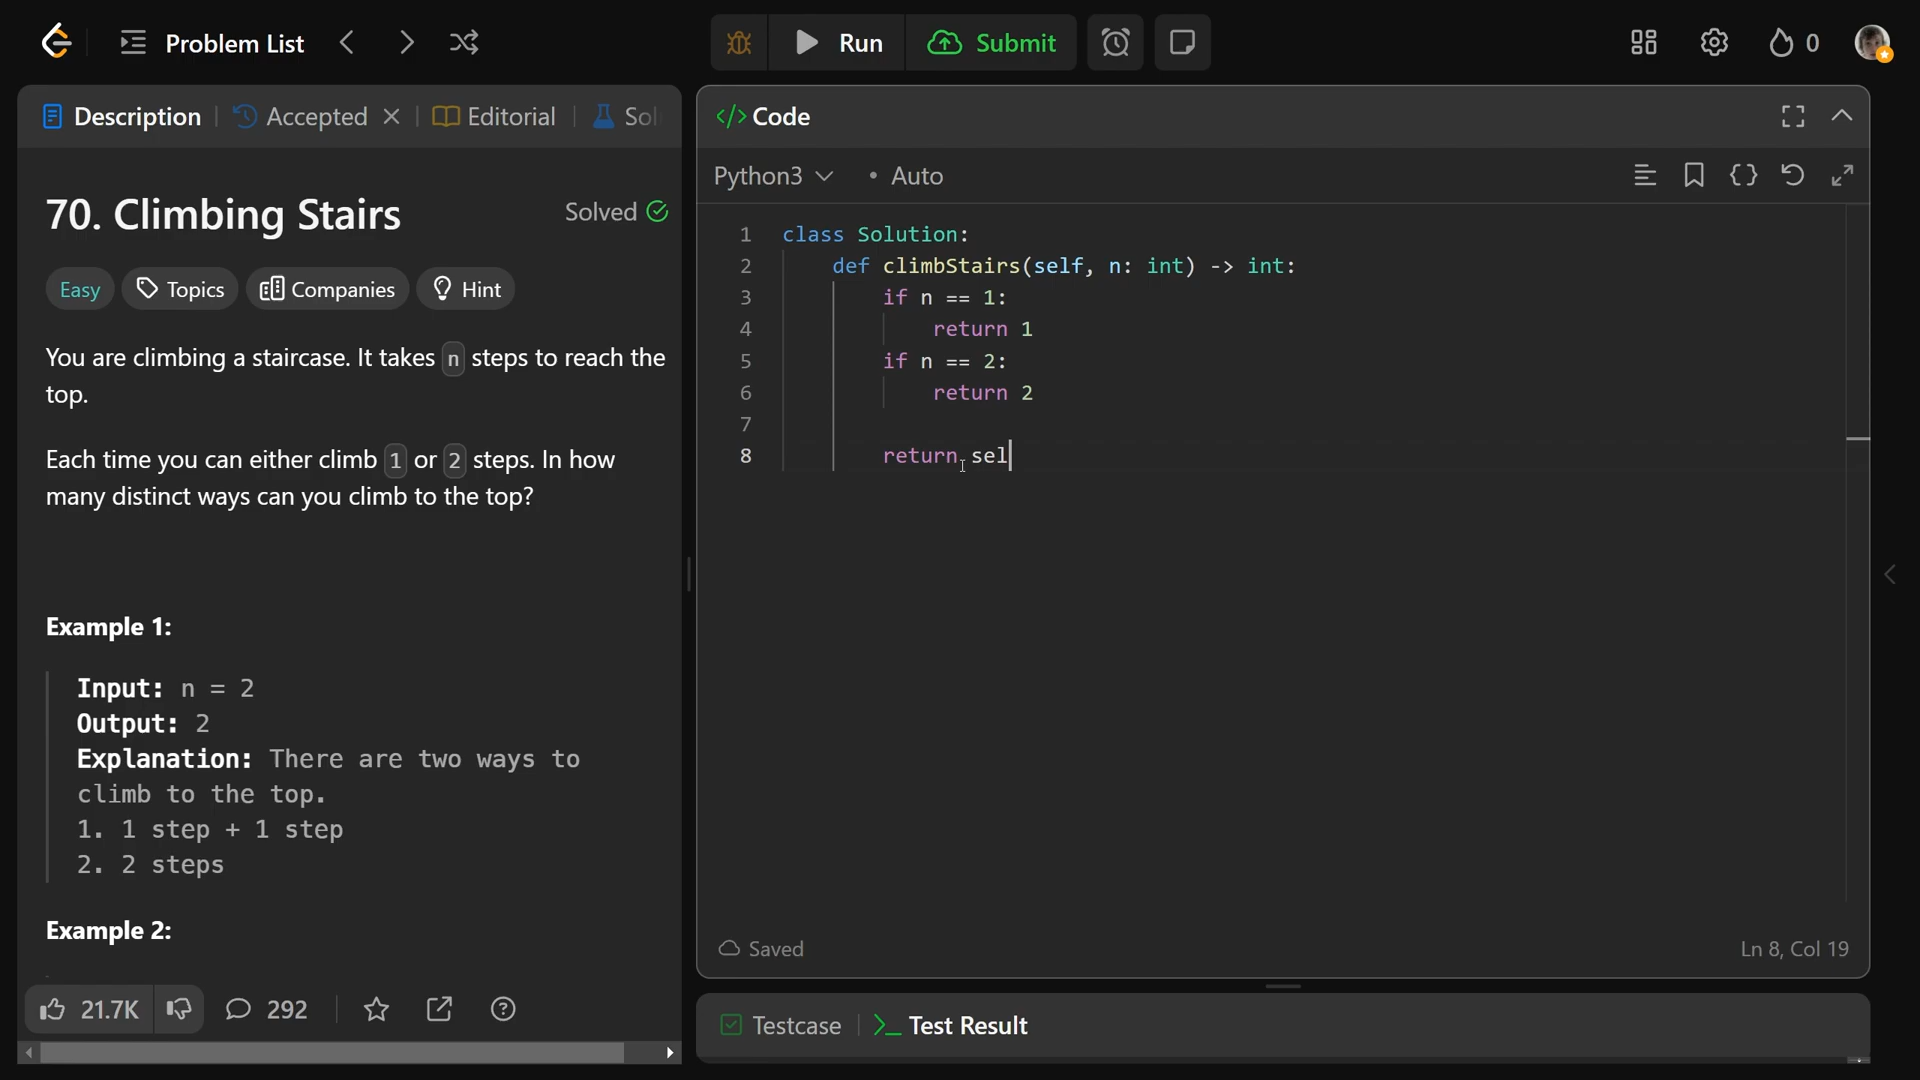 Problem List
Run
Submit
0
Description
Accepted
Editorial
Sol
Code
Python3
Auto
70. Climbing Stairs
Solved
Easy
Topics
Companies
Hint
You are climbing a staircase. It takes n steps to reach the
top.
Each time you can either climb 1 or 2 steps. In how
many distinct ways can you climb to the top?
Example 1:
Input: n = 2
Output: 2
Explanation: There are two ways to
climb to the top.
1. 1 step + 1 step
2. 2 steps
Example 2:
21.7K
292
1 class Solution:
2 def climbStairs(self, n: int) -> int:
3 if n == 1:
4 return 1
5 if n == 2:
6 return 2
7
8 return sel
Saved
Ln 8, Col 19
Testcase
Test Result